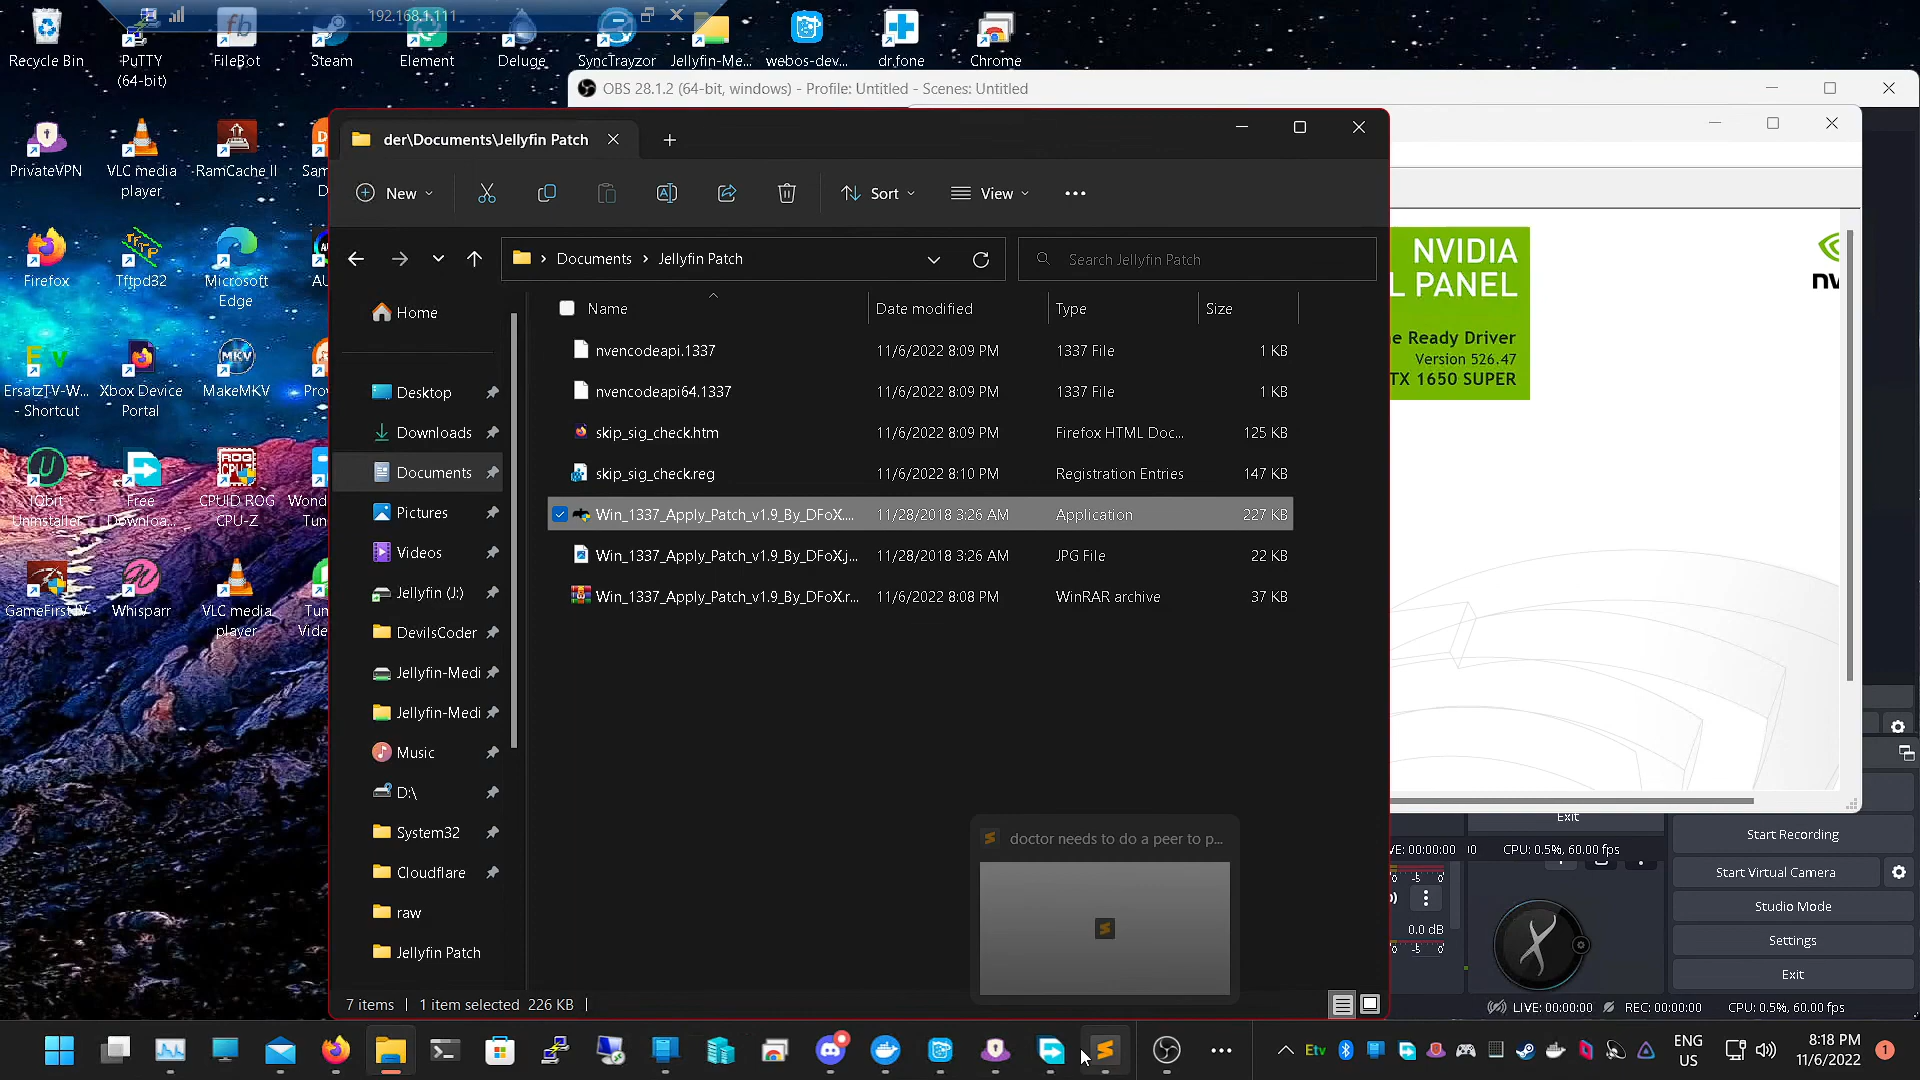 192.168.1.111
Recycle Bin
PuTTY
(64-bit)
FileBot
Steam
Element
Deluge
SyncTrayzor
Jellyfin-Me...
webos-dev...
dr.fone
Chrome
OBS 28.1.2 (64-bit, windows) - Profile: Untitled - Scenes: Untitled
der\Documents\Jellyfin Patch
New
Sort
View
Documents
Jellyfin Patch
Search Jellyfin Patch
PrivateVPN
VLC media
player
RamCache II
Firefox
Tftpd32
Microsoft
Edge
ErsatzTV-W...
- Shortcut
Xbox Device
Portal
MakeMKV
IObit
Uninstaller
Free
Downloa...
CPUID ROG
CPU-Z
GameFirst IV
Whisparr
VLC media
player
Home
Desktop
Downloads
Documents
Pictures
Videos
Jellyfin (J:)
DevilsCoder
Jellyfin-Medi
Jellyfin-Medi
Music
D:\
System32
Cloudflare
raw
Jellyfin Patch
Name
Date modified
Type
Size
nvencodeapi.1337 11/6/2022 8:09 PM 1337 File 1 KB
nvencodeapi64.1337 11/6/2022 8:09 PM 1337 File 1 KB
skip_sig_check.htm 11/6/2022 8:09 PM Firefox HTML Doc... 125 KB
skip_sig_check.reg 11/6/2022 8:10 PM Registration Entries 147 KB
Win_1337_Apply_Patch_v1.9_By_DFoX.... 11/28/2018 3:26 AM Application 227 KB
Win_1337_Apply_Patch_v1.9_By_DFoX.j... 11/28/2018 3:26 AM JPG File 22 KB
Win_1337_Apply_Patch_v1.9_By_DFoX.r... 11/6/2022 8:08 PM WinRAR archive 37 KB
7 items
1 item selected 226 KB
doctor needs to do a peer to p...
NVIDIA
L PANEL
e Ready Driver
Version 526.47
TX 1650 SUPER
Exit
VE: 00:00:00
CPU: 0.5%, 60.00 fps
0.0 dB
Start Recording
Start Virtual Camera
Studio Mode
Settings
Exit
LIVE: 00:00:00
REC: 00:00:00
CPU: 0.5%, 60.00 fps
Etv
ENG
US
8:18 PM
11/6/2022
1